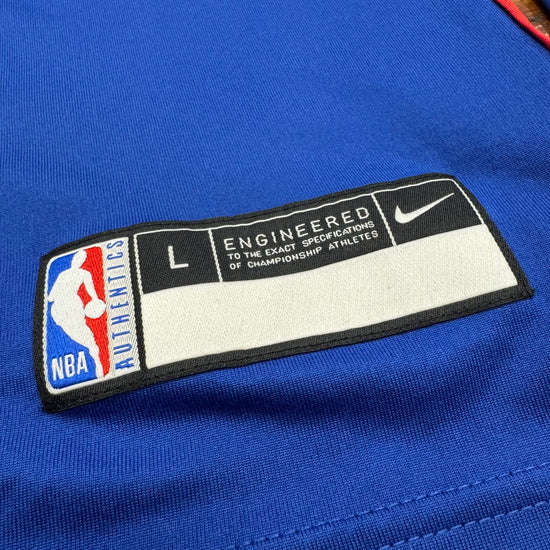 NBA
AUTHENTICS
L
ENGINEERED
TO THE EXACT SPECIFICATIONS
OF CHAMPIONSHIP ATHLETES